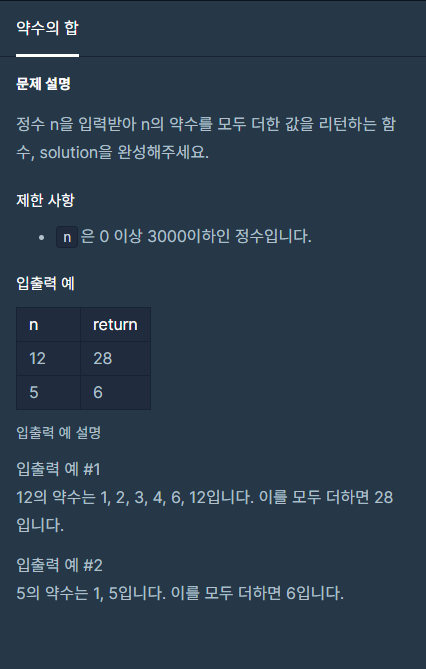 약수의 합
문제 설명
정수 n을 입력받아 n의 약수를 모두 더한 값을 리턴하는 함
수, solution을 완성해주세요.
제한 사항
• n 은 0 이상 3000이하인 정수입니다.
입출력 예
n return
12 28
5 6
입출력 예 설명
입출력 예 #1
12의 약수는 1, 2, 3, 4, 6, 12입니다. 이를 모두 더하면 28
입니다.
입출력 예 #2
5의 약수는 1, 5입니다. 이를 모두 더하면 6입니다.